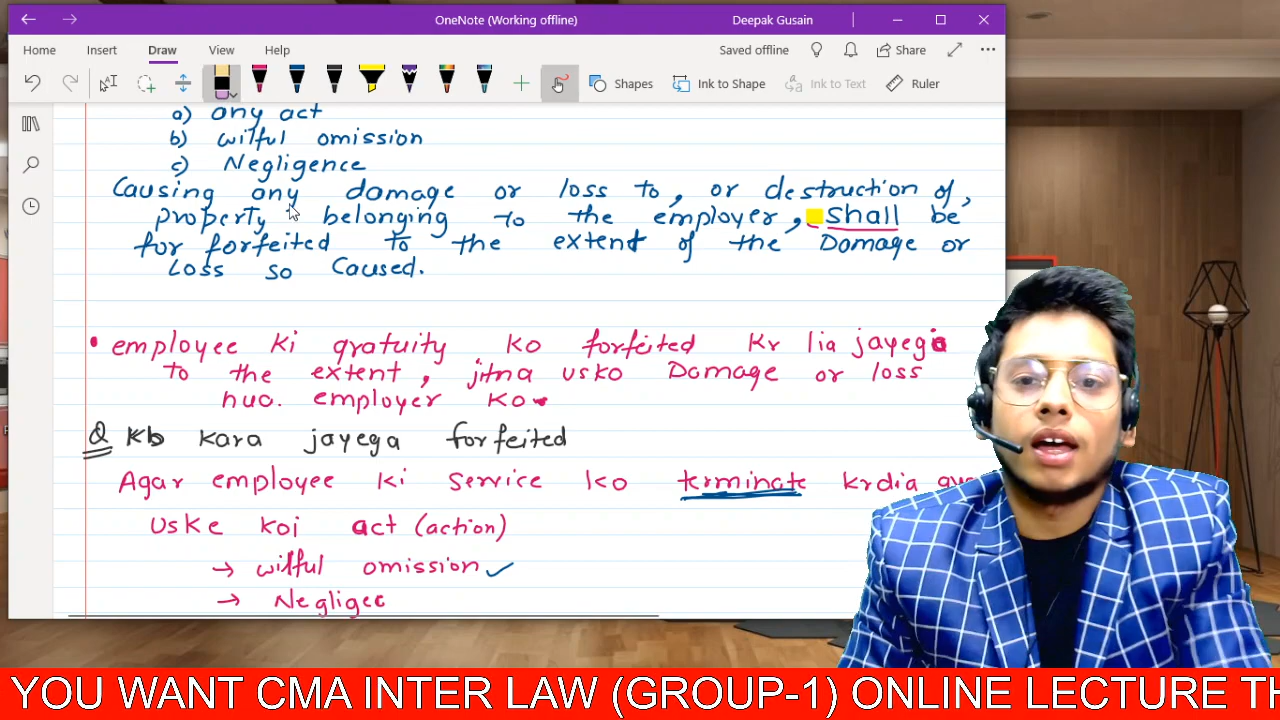 OneNote (Working offline)
Deepak Gusain
Home Insert Draw View Help
Saved offline
Share
Shapes
Ink to Shape
Ink to Text
Ruler
a) any act
b) wilful omission
c) Negligence
Causing any damage or loss to, or destruction of,
property belonging to the employer, shall be
for forfeited to the extent of the Damage or
Loss so Caused.
• employee ki gratuity ko forfeited kr lia jayega
to the extent, jitna usko Damage or loss
hua. employer ko.
Q Kb kara jayega forfeited
Agar employee ki service ko terminate krdia
Uske koi act (action)
→ wilful omission ✓
→ Negligec
YOU WANT CMA INTER LAW (GROUP-1) ONLINE LECTURE TH